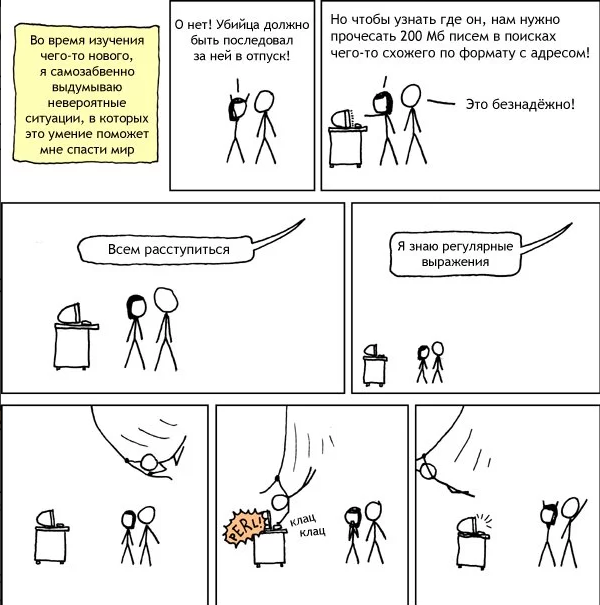 Во время изучения
чего-то нового,
я самозабвенно
выдумываю
невероятные
ситуации, в которых
это умение поможет
мне спасти мир
О нет! Убийца должно
быть последовал
за ней в отпуск!
Но чтобы узнать где он, нам нужно
прочесать 200 Мб писем в поисках
чего-то схожего по формату с адресом!
Это безнадёжно!
Всем расступиться
Я знаю регулярные
выражения
PERL!
клац
клац